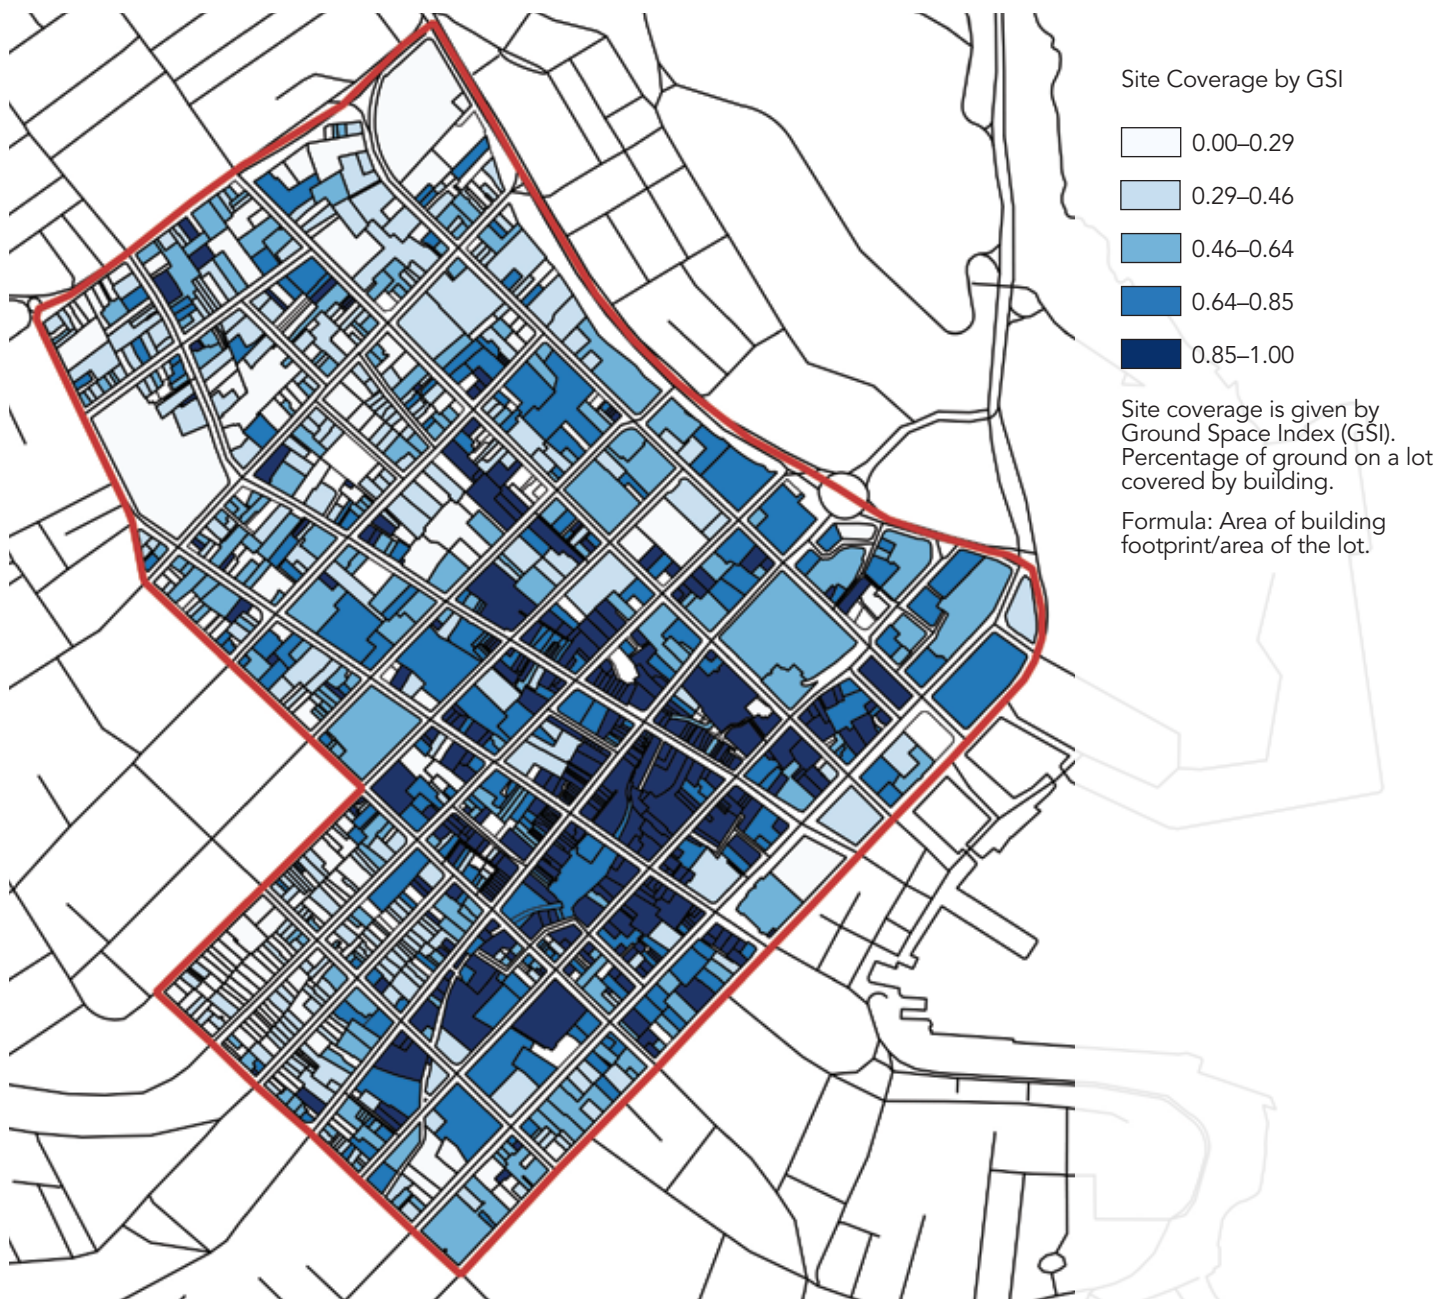 Site Coverage by GSI
0.00–0.29
0.29–0.46
0.46–0.64
0.64–0.85
0.85–1.00
Site coverage is given by
Ground Space Index (GSI).
Percentage of ground on a lot
covered by building.
Formula: Area of building
footprint/area of the lot.